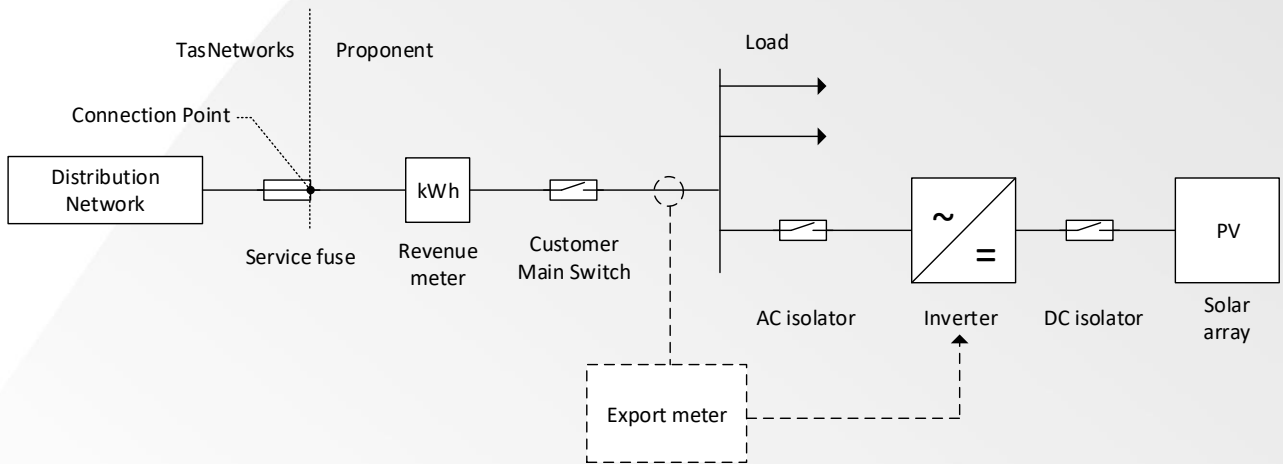 TasNetworks
Proponent
Load
Connection Point
Distribution
Network
kWh
~
=
PV
Service fuse
Revenue
meter
Customer
Main Switch
AC isolator
Inverter
DC isolator
Solar
array
Export meter